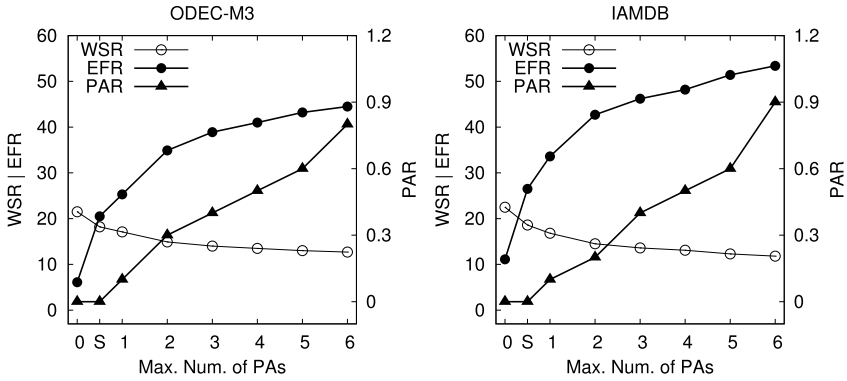 ODEC-M3
60
50
40
30
20
10
0
WSR | EFR
WSR
EFR
PAR
1.2
0.9
0.6
0.3
0
PAR
0 S 1 2 3 4 5 6
Max. Num. of PAs
IAMDB
60
50
40
30
20
10
0
WSR | EFR
WSR
EFR
PAR
1.2
0.9
0.6
0.3
0
PAR
0 S 1 2 3 4 5 6
Max. Num. of PAs